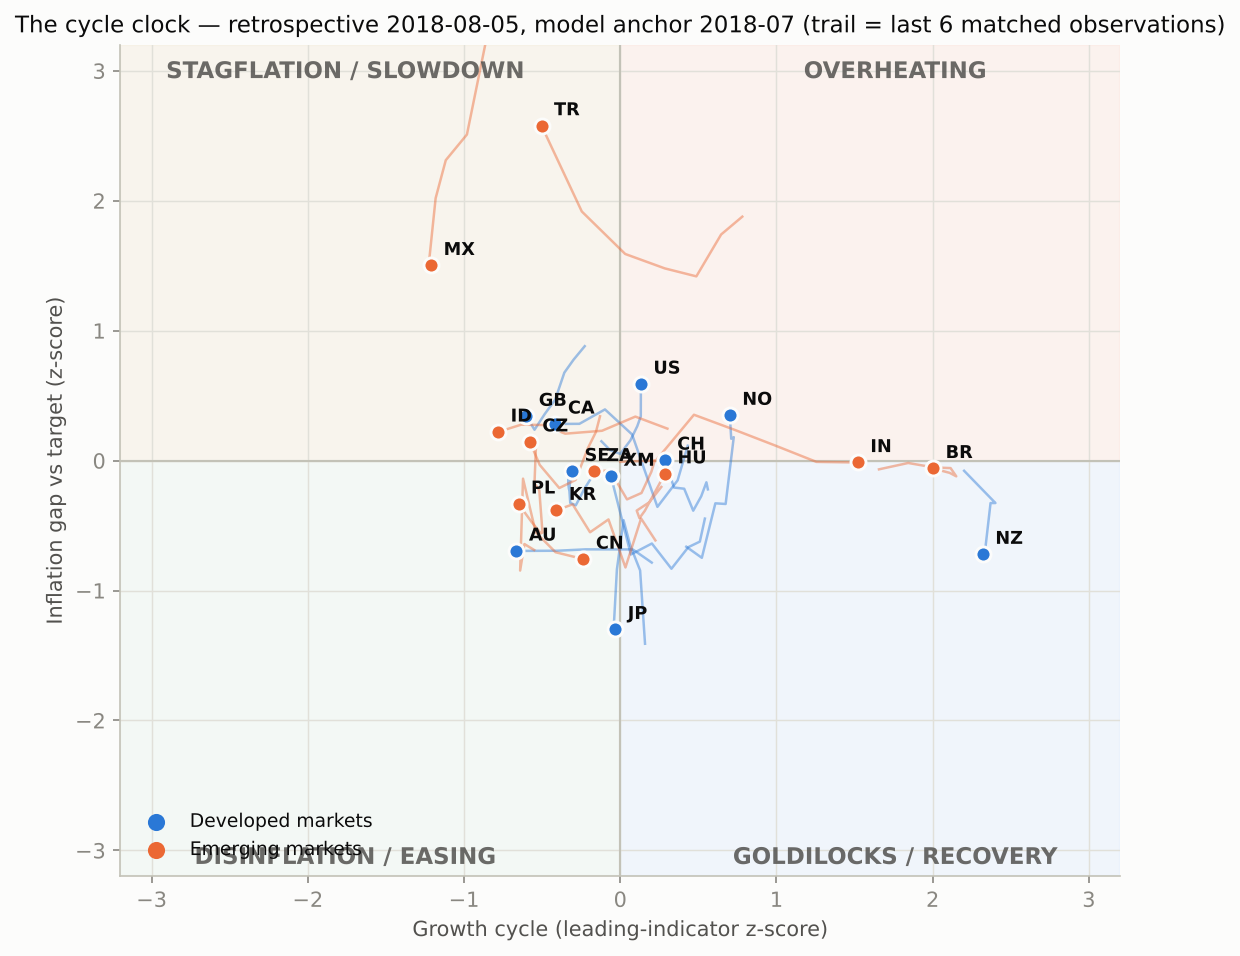 The cycle clock — retrospective 2018-08-05, model anchor 2018-07 (trail = last 6 matched observations)
STAGFLATION / SLOWDOWN
OVERHEATING
TR
MX
US
GB
CA
NO
ID
CZ
CH
IN
BR
SE
ZA
XM
HU
PL
KR
AU
CN
NZ
JP
3
2
1
0
−1
−2
−3
Inflation gap vs target (z-score)
Developed markets
Emerging markets
DISINFLATION / EASING
GOLDILOCKS / RECOVERY
−3 −2 −1 0 1 2 3
Growth cycle (leading-indicator z-score)